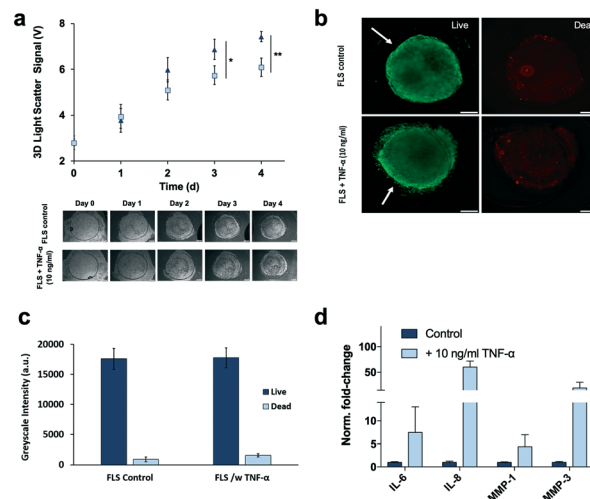 a
3D Light Scatter Signal (V)
8
6
4
2
0
1
2
3
4
*
**
Time (d)
Day 0
Day 1
Day 2
Day 3
Day 4
FLS control
FLS + TNF-α
(10 ng/ml)
b
Live
Dead
FLS control
FLS + TNF-α (10 ng/ml)
c
Greyscale Intensity (a.u.)
25000
20000
15000
10000
5000
0
Live
Dead
FLS Control
FLS /w TNF-α
d
Control
+ 10 ng/ml TNF-α
Norm. fold-change
100
50
10
5
0
IL-6
IL-8
MMP-1
MMP-3